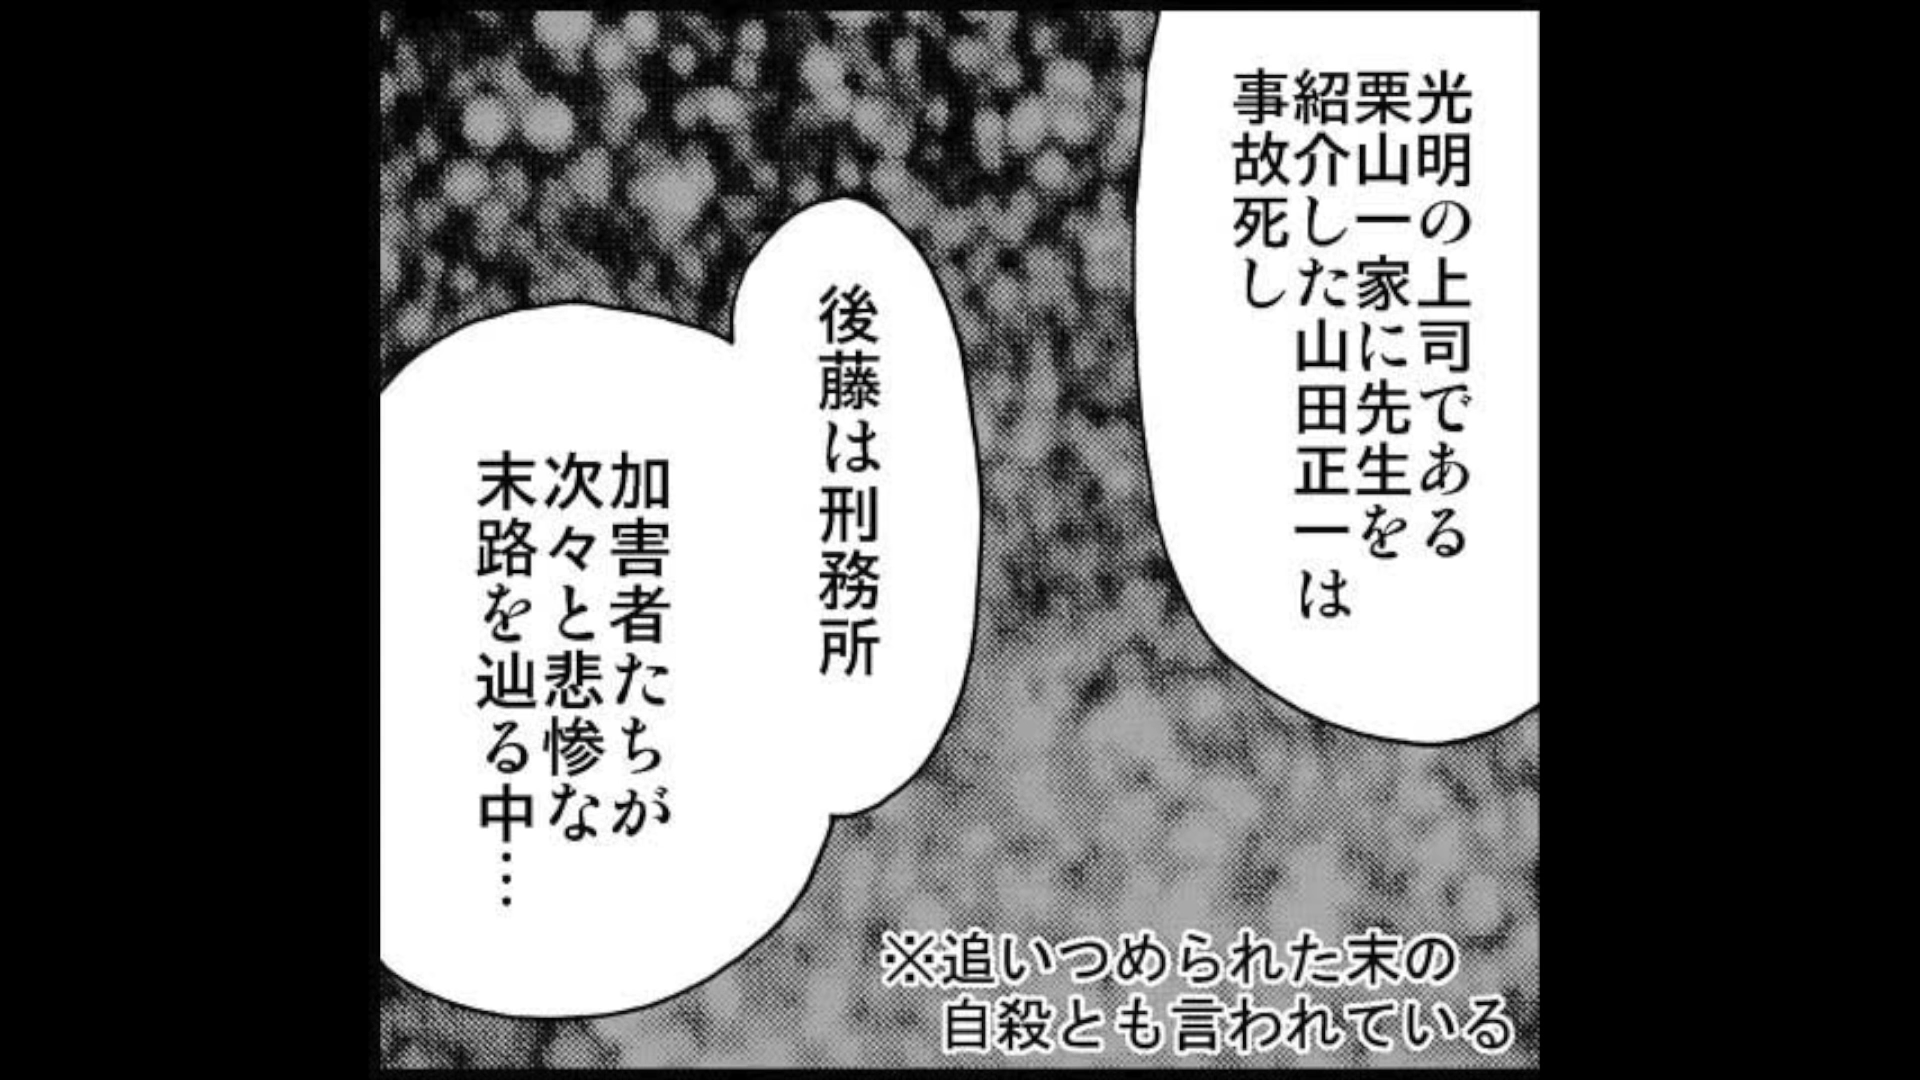 光明の上司である
栗山一家に先生を
紹介した山田正一は
事故死し
後藤は刑務所
加害者たちが
次々と悲惨な
末路を辿る中…
※追いつめられた末の
自殺とも言われている